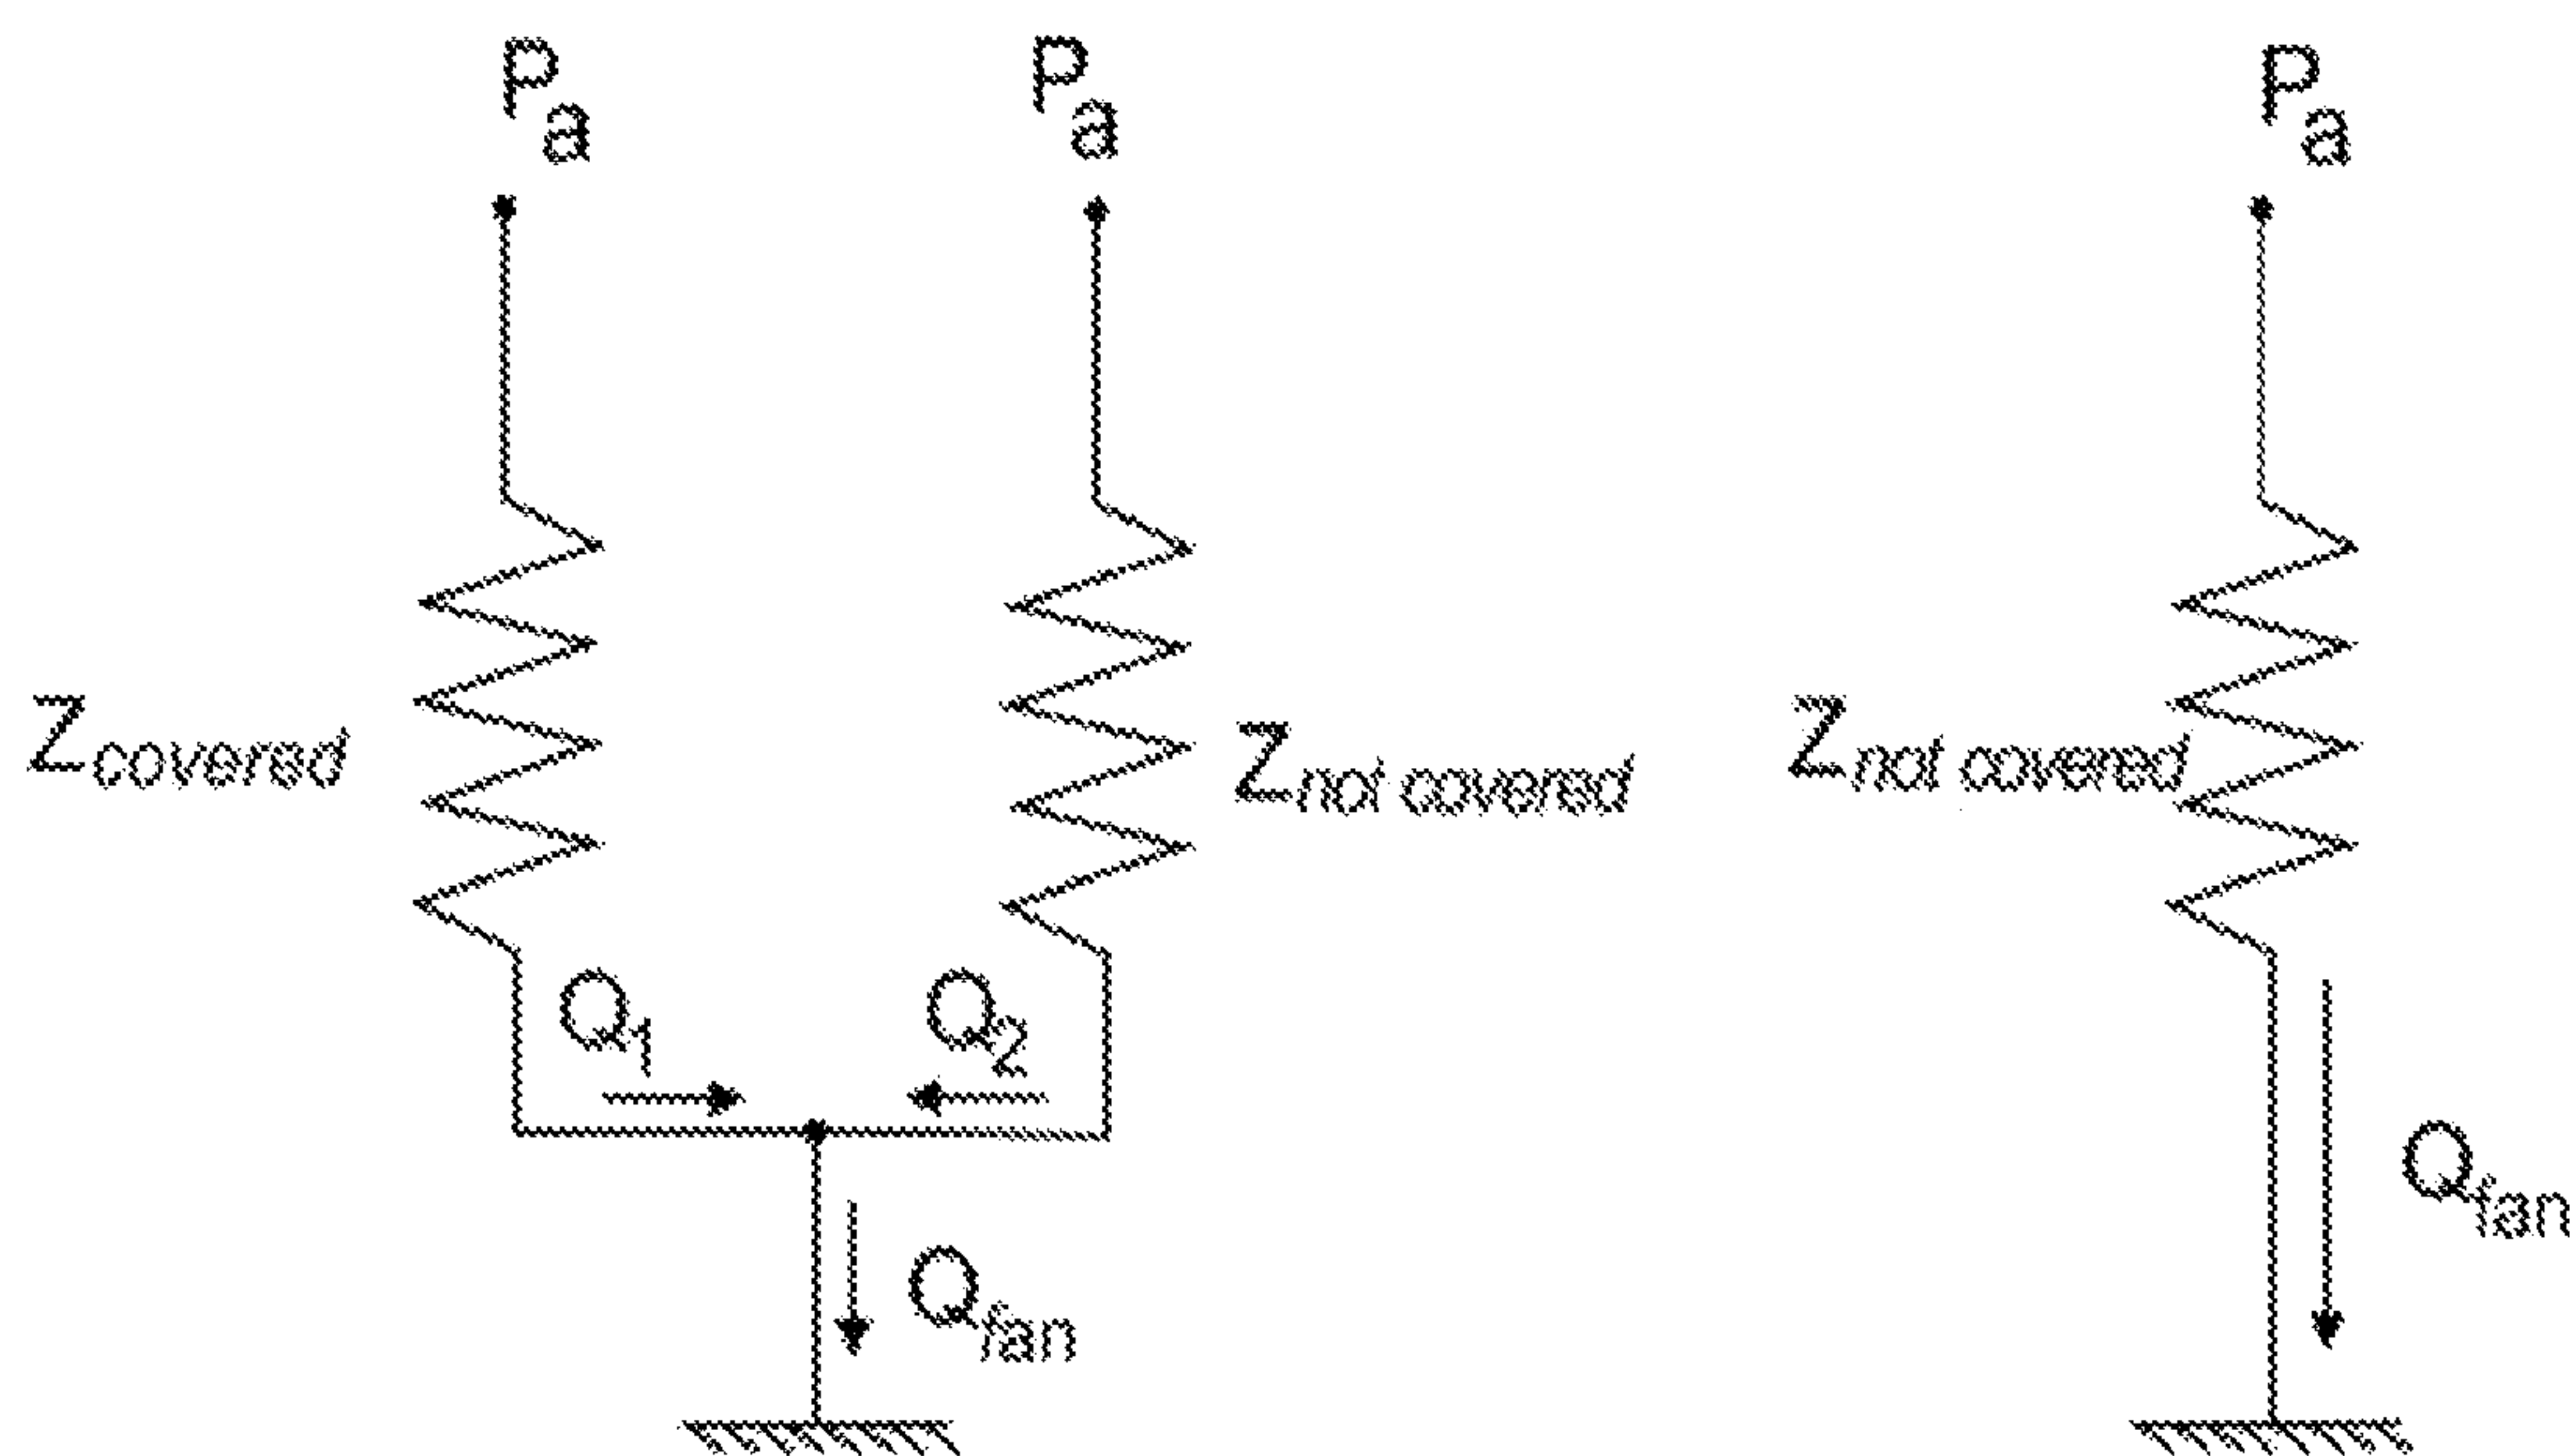 Pa Pa Pa
Zcovered Znot covered Znot covered
Q1 Q2
Qfan Qfan